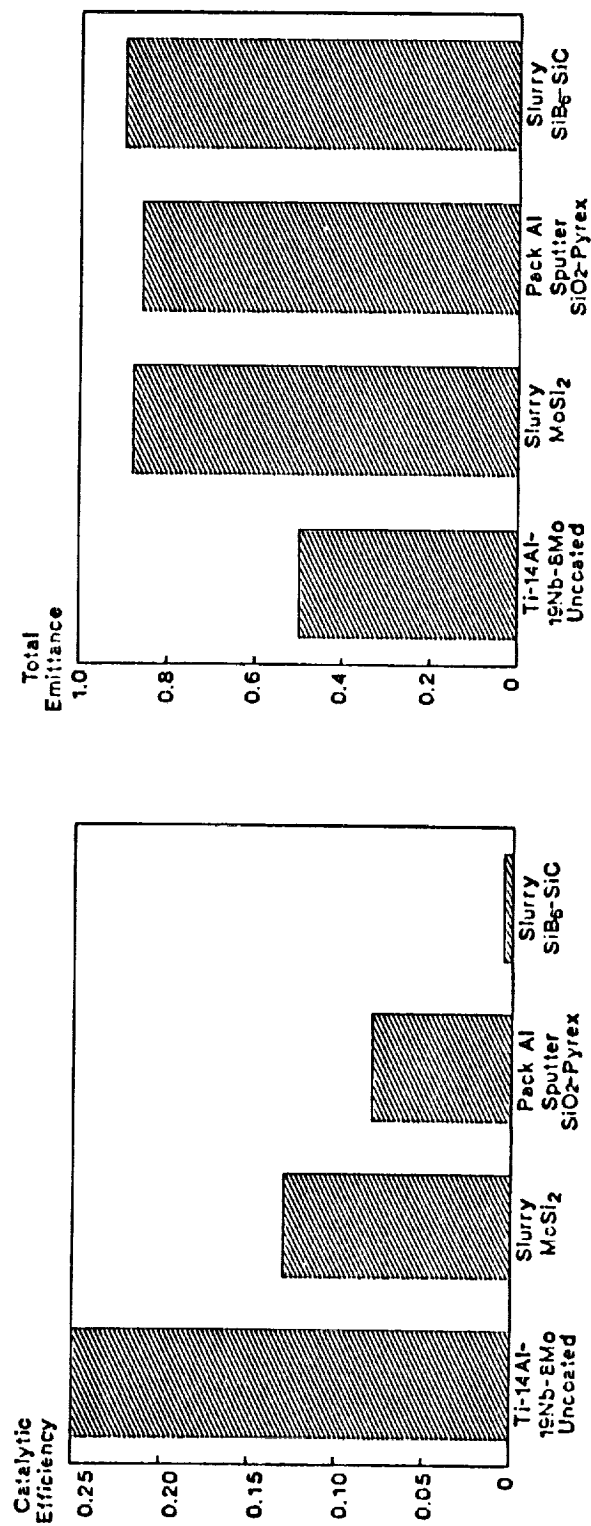 Catalytic
Efficiency
0.25
0.20
0.15
0.10
0.05
0
Ti-14Al-
19Nb-8Mo
Uncoated
Slurry
MoSi₂
Pack Al
Sputter
SiO₂-Pyrex
Slurry
SiB₆-SiC
Total
Emittance
1.0
0.8
0.6
0.4
0.2
0
Ti-14Al-
19Nb-8Mo
Uncoated
Slurry
MoSi₂
Pack Al
Sputter
SiO₂-Pyrex
Slurry
SiB₆-SiC